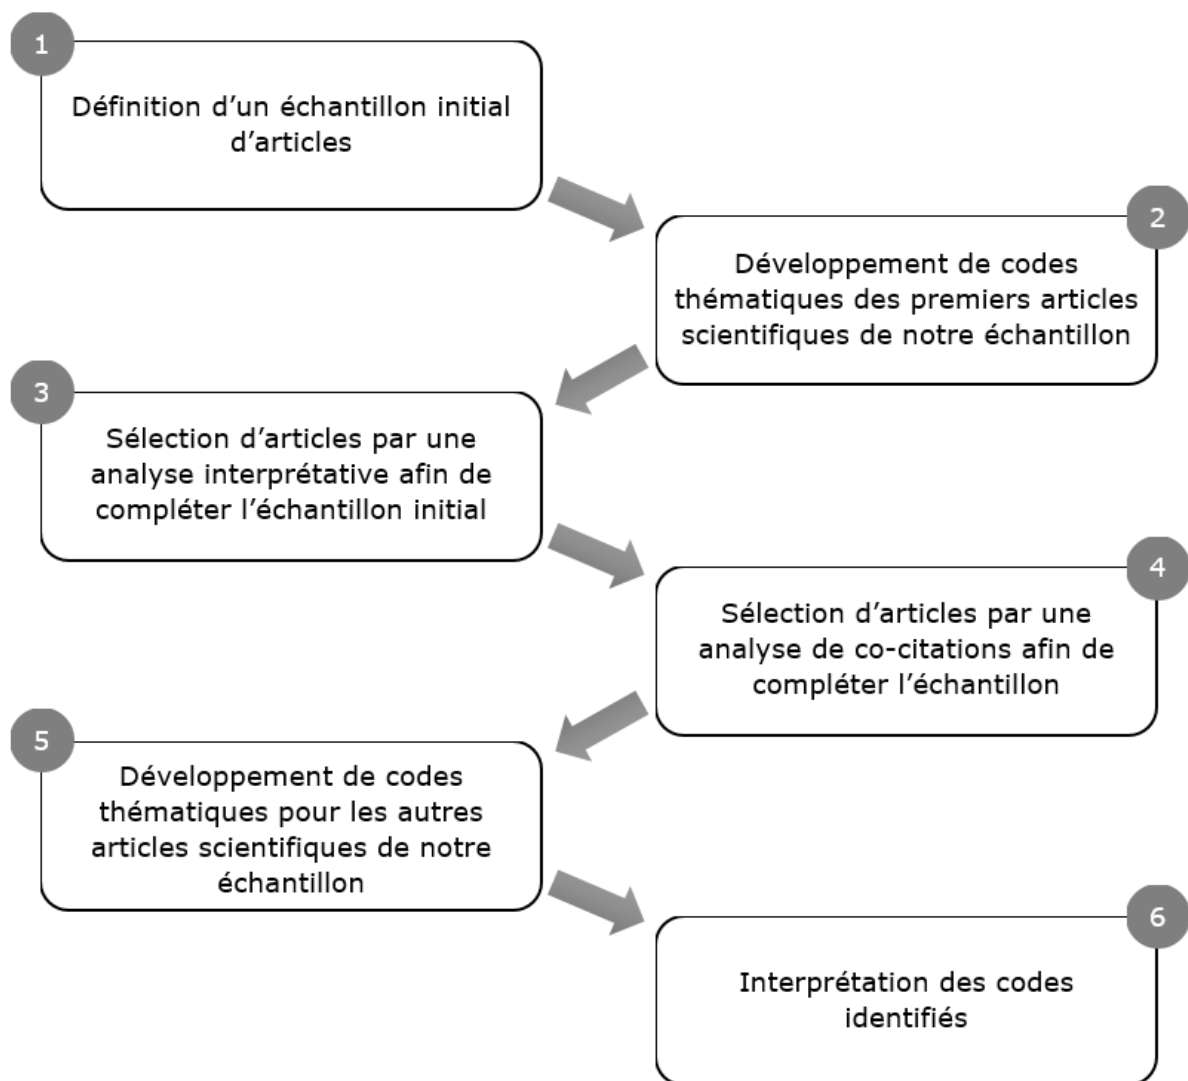 1
Définition d’un échantillon initial
d’articles
2
Développement de codes
thématiques des premiers articles
scientifiques de notre échantillon
3
Sélection d’articles par une
analyse interprétative afin de
compléter l’échantillon initial
4
Sélection d’articles par une
analyse de co-citations afin de
compléter l’échantillon
5
Développement de codes
thématiques pour les autres
articles scientifiques de notre
échantillon
6
Interprétation des codes
identifiés